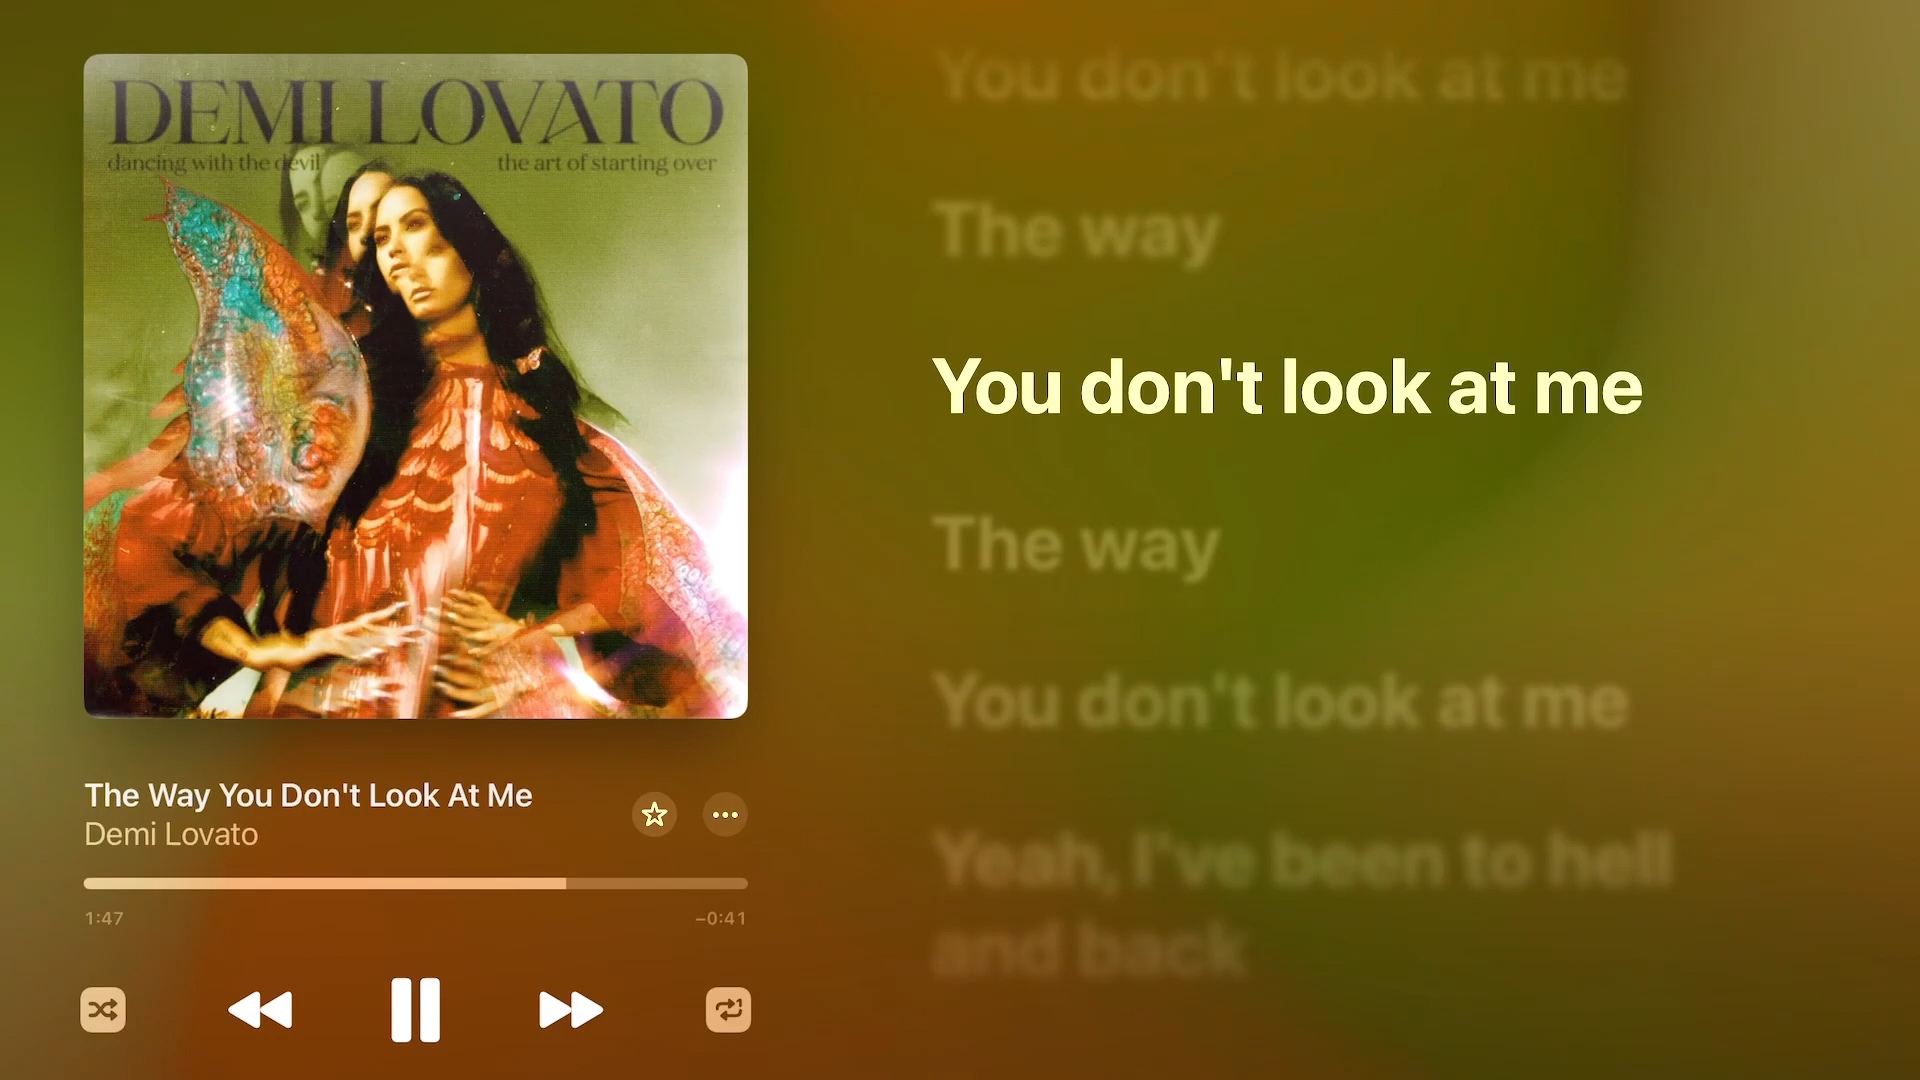 DEMI LOVATO
dancing with the devil the art of starting over
The Way You Don't Look At Me
Demi Lovato
1:47 −0:41
1
You don't look at me
The way
You don't look at me
The way
You don't look at me
Yeah, I've been to hell
and back